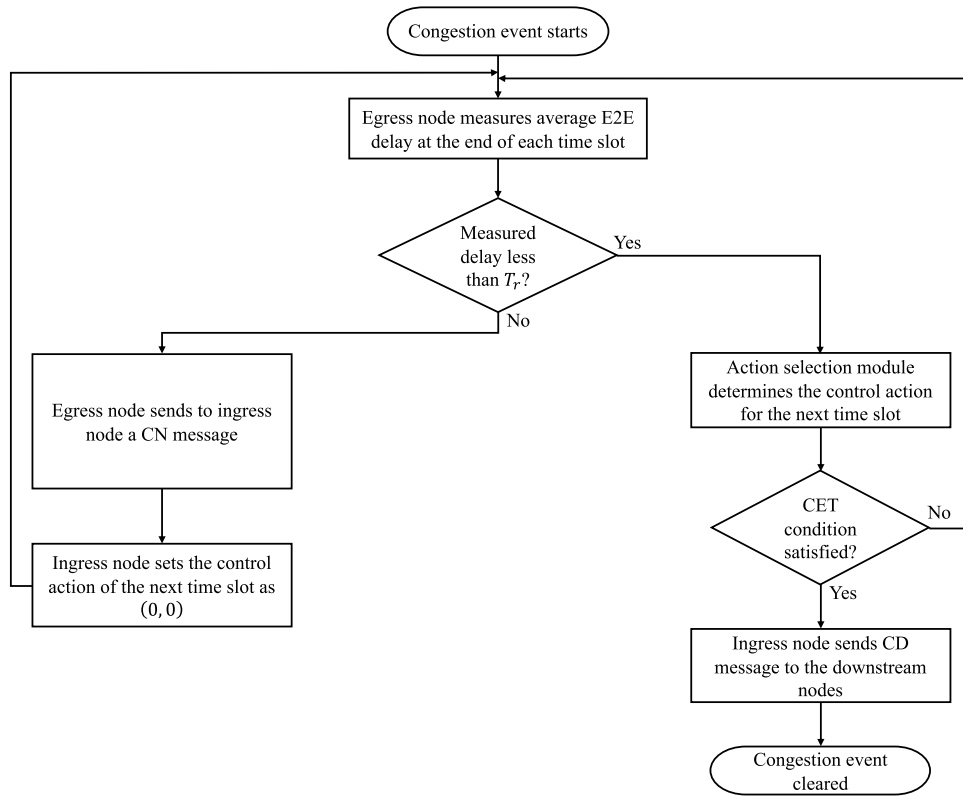 Congestion event starts
Egress node measures average E2E
delay at the end of each time slot
Measured
delay less
than Tᵣ?
Yes
No
Egress node sends to ingress
node a CN message
Ingress node sets the control
action of the next time slot as
(0, 0)
Action selection module
determines the control action
for the next time slot
CET
condition
satisfied?
No
Yes
Ingress node sends CD
message to the downstream
nodes
Congestion event
cleared